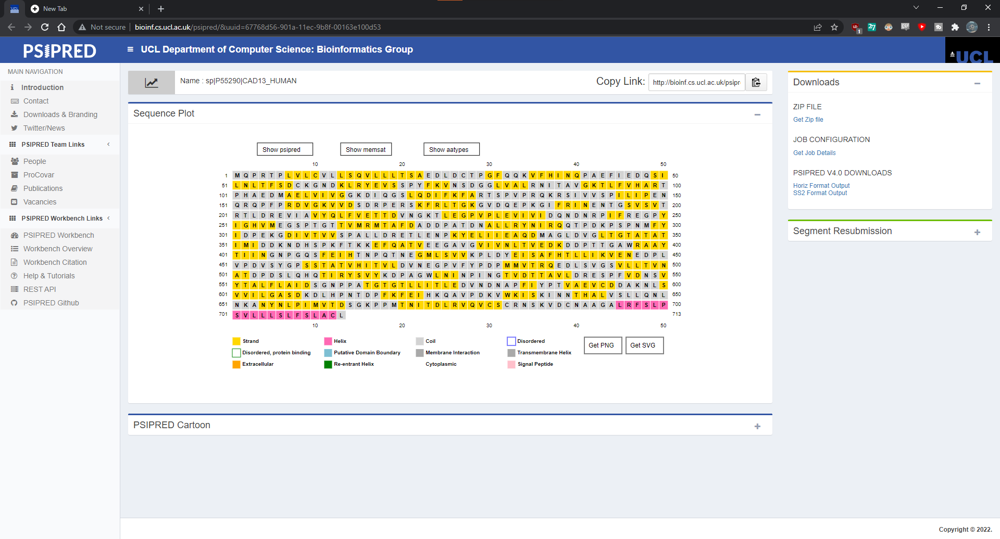 New Tab
Not secure
bioinf.cs.ucl.ac.uk/psipred/&uuid=67768d56-901a-11ec-9b8f-00163e100d53
PSIPRED
UCL Department of Computer Science: Bioinformatics Group
UCL
MAIN NAVIGATION
Introduction
Contact
Downloads & Branding
Twitter/News
PSIPRED Team Links
People
ProCovar
Publications
Vacancies
PSIPRED Workbench Links
PSIPRED Workbench
Workbench Overview
Workbench Citation
Help & Tutorials
REST API
PSIPRED Github
Name : sp|P55290|CAD13_HUMAN
Copy Link: http://bioinf.cs.ucl.ac.uk/psipr
Sequence Plot
Show psipred Show memsat Show aatypes
10 20 30 40 50
1 M Q P R T P L V L C V L L S Q V L L L T S A E D L D C T P G F Q Q K V F H I N Q P A E F I E D Q S I 50
51 L N L T F S D C K G N D K L R Y E V S S P Y F K V N S D G G L V A L R N I T A V G K T L F V H A R T 100
101 P H A E D M A E L V I V G G K D I Q G S L Q D I F K F A R T S P V P R Q K R S I V V S P I L I P E N 150
151 Q R Q P F P R D V G K V V D S D R P E R S K F R L T G K G V D Q E P K G I F R I N E N T G S V S V T 200
201 R T L D R E V I A V Y Q L F V E T T D V N G K T L E G P V P L E V I V I D Q N D N R P I F R E G P Y 250
251 I G H V M E G S P T G T T V M R M T A F D A D D P A T D N A L L R Y N I R Q Q T P D K P S P N M F Y 300
301 I D P E K G D I V T V V S P A L L D R E T L E N P K Y E L I I E A Q D M A G L D V G L T G T A T A T 350
351 I M I D D K N D H S P K F T K K E F Q A T V E E G A V G V I V N L T V E D K D D P T T G A W R A A Y 400
401 T I I N G N P G Q S F E I H T N P Q T N E G M L S V V K P L D Y E I S A F H T L L I K V E N E D P L 450
451 V P D V S Y G P S S T A T V H I T V L D V N E G P V F Y P D P M M V T R Q E D L S V G S V L L T V N 500
501 A T D P D S L Q H Q T I R Y S V Y K D P A G W L N I N P I N G T V D T T A V L D R E S P F V D N S V 550
551 Y T A L F L A I D S G N P P A T G T G T L L I T L E D V N D N A P F I Y P T V A E V C D D A K N L S 600
601 V V I L G A S D K D L H P N T D P F K F E I H K Q A V P D K V W K I S K I N N T H A L V S L L Q N L 650
651 N K A N Y N L P I M V T D S G K P P M T N I T D L R V Q V C S C R N S K V D C N A A G A L R F S L P 700
701 S V L L L S L F S L A C L 713
10 20 30 40 50
Strand Helix Coil Disordered
Disordered, protein binding Putative Domain Boundary Membrane Interaction Transmembrane Helix
Extracellular Re-entrant Helix Cytoplasmic Signal Peptide
Get PNG Get SVG
PSIPRED Cartoon
Downloads
ZIP FILE
Get Zip file
JOB CONFIGURATION
Get Job Details
PSIPRED V4.0 DOWNLOADS
Horiz Format Output
SS2 Format Output
Segment Resubmission
Copyright © 2022.